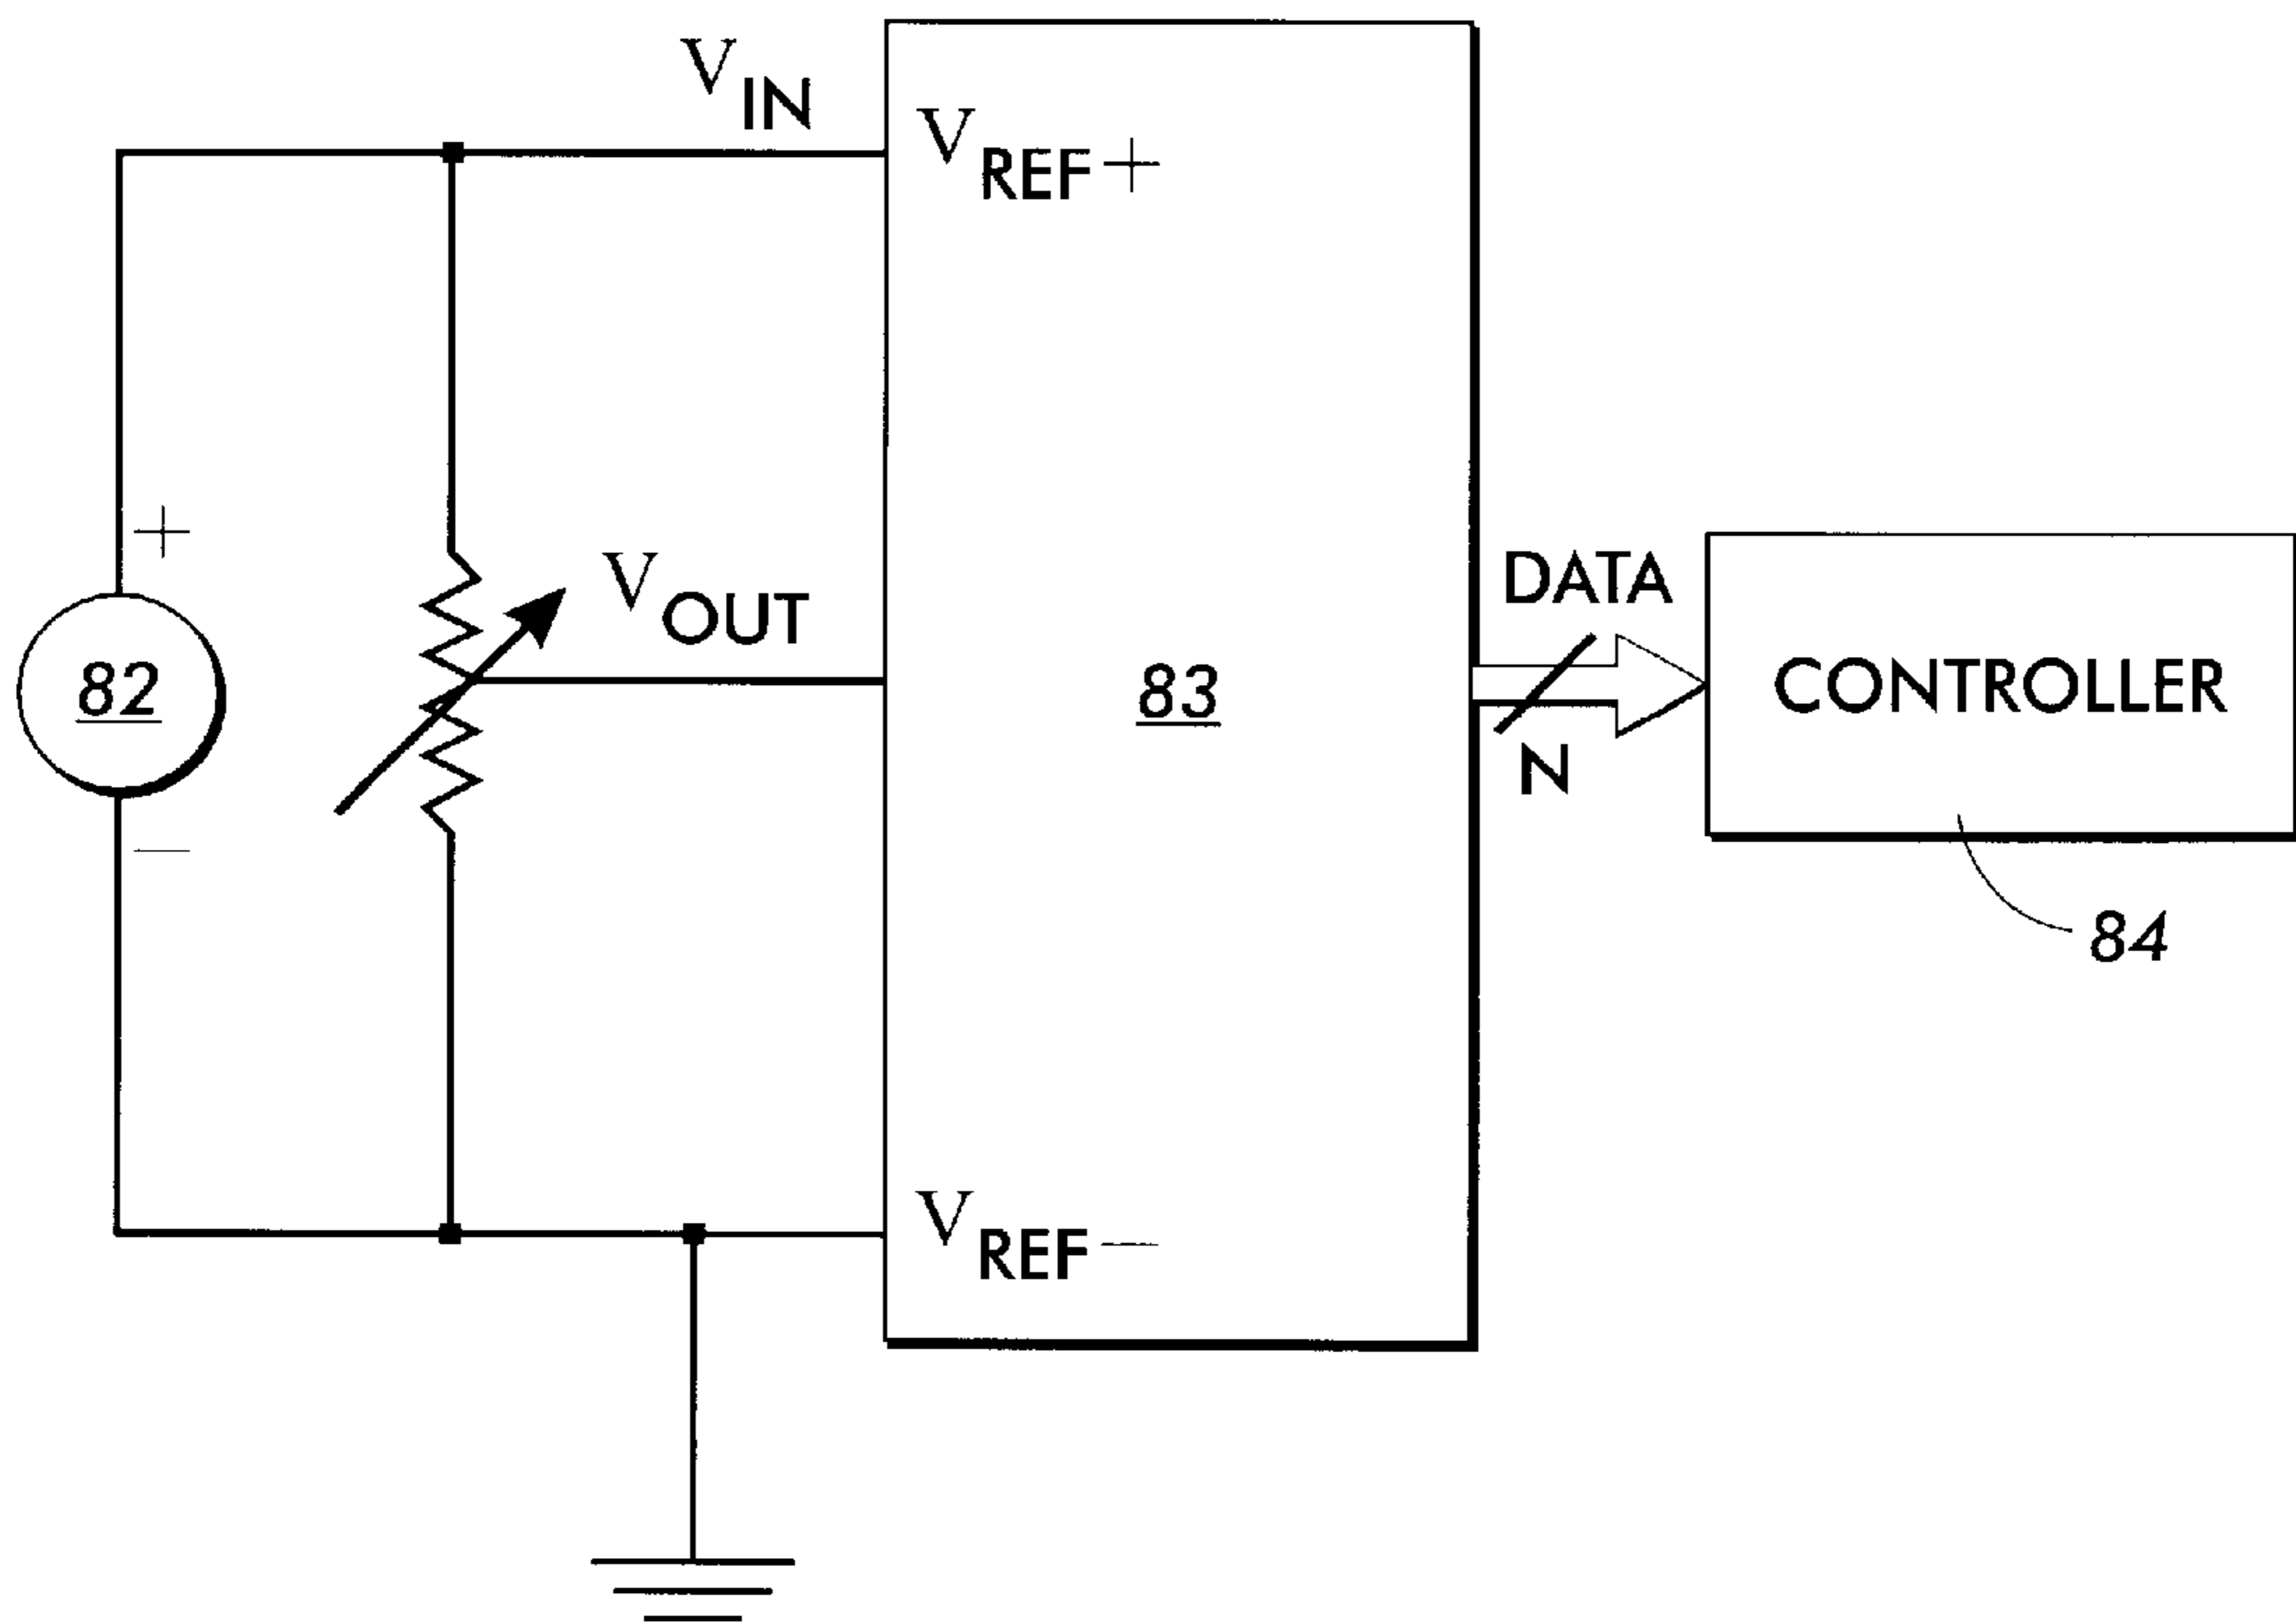 VIN
VREF+
+
82
−
VOUT
83
DATA
N
CONTROLLER
84
VREF−